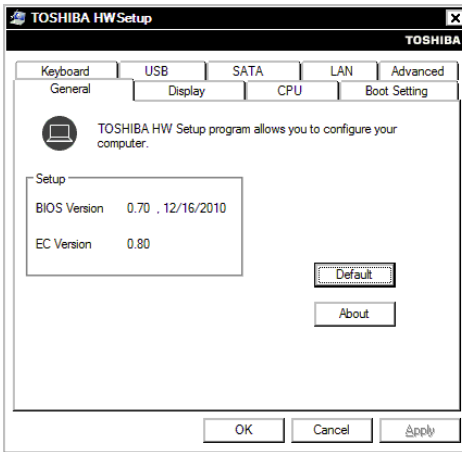 TOSHIBA HWSetup
TOSHIBA
Keyboard USB SATA LAN Advanced
General Display CPU Boot Setting
TOSHIBA HW Setup program allows you to configure your
computer.
Setup
BIOS Version 0.70 , 12/16/2010
EC Version 0.80
Default
About
OK Cancel Apply